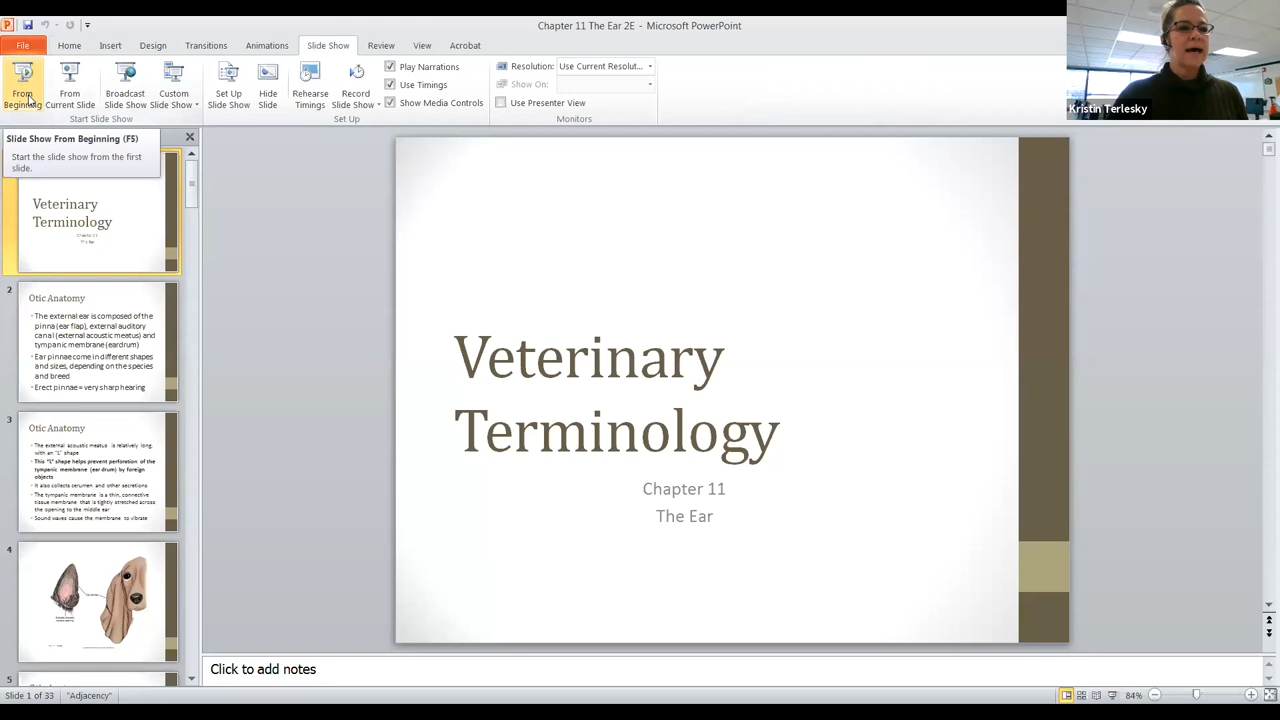 Chapter 11 The Ear 2E - Microsoft PowerPoint
File Home Insert Design Transitions Animations Slide Show Review View Acrobat
From Beginning
From Current Slide
Broadcast Slide Show
Custom Slide Show
Set Up Slide Show
Hide Slide
Rehearse Timings
Record Slide Show
Play Narrations
Use Timings
Show Media Controls
Resolution: Use Current Resolut...
Show On:
Use Presenter View
Start Slide Show
Set Up
Monitors
Kristin Terlesky
Slide Show From Beginning (F5)
Start the slide show from the first
slide.
Veterinary
Terminology
Chapter 11
The Ear
2
Otic Anatomy
The external ear is composed of the
pinna (ear flap), external auditory
canal (external acoustic meatus) and
tympanic membrane (eardrum)
Ear pinnae come in different shapes
and sizes, depending on the species
and breed
Erect pinnae = very sharp hearing
3
Otic Anatomy
The external acoustic meatus is relatively long,
with an "L" shape
This "L" shape helps prevent perforation of the
tympanic membrane (ear drum) by foreign
objects
It also collects cerumen and other secretions
The tympanic membrane is a thin, connective
tissue membrane that is tightly stretched across
the opening to the middle ear
Sound waves cause the membrane to vibrate
4
5
Veterinary
Terminology
Chapter 11
The Ear
Click to add notes
Slide 1 of 33 "Adjacency" 84%